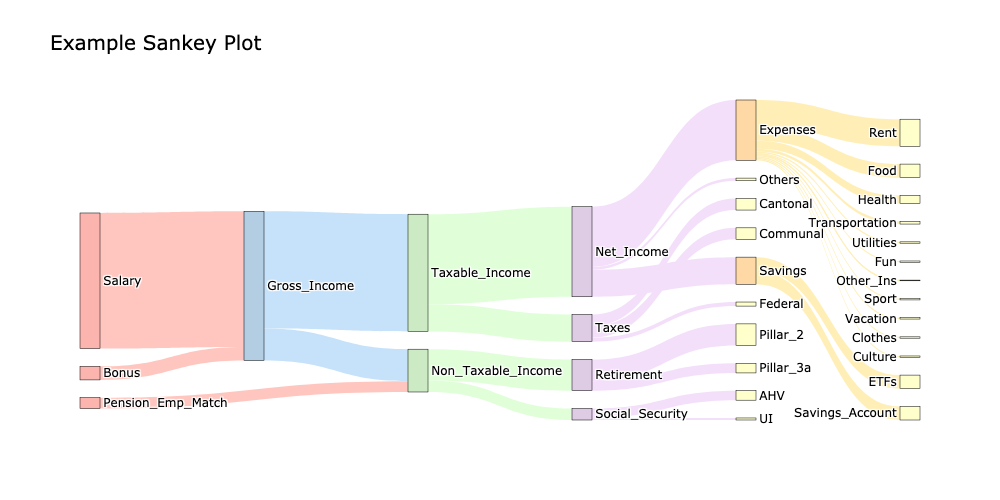 Example Sankey Plot
Salary
Bonus
Pension_Emp_Match
Gross_Income
Taxable_Income
Non_Taxable_Income
Net_Income
Taxes
Retirement
Social_Security
Expenses
Others
Cantonal
Communal
Savings
Federal
Pillar_2
Pillar_3a
AHV
UI
Rent
Food
Health
Transportation
Utilities
Fun
Other_Ins
Sport
Vacation
Clothes
Culture
ETFs
Savings_Account